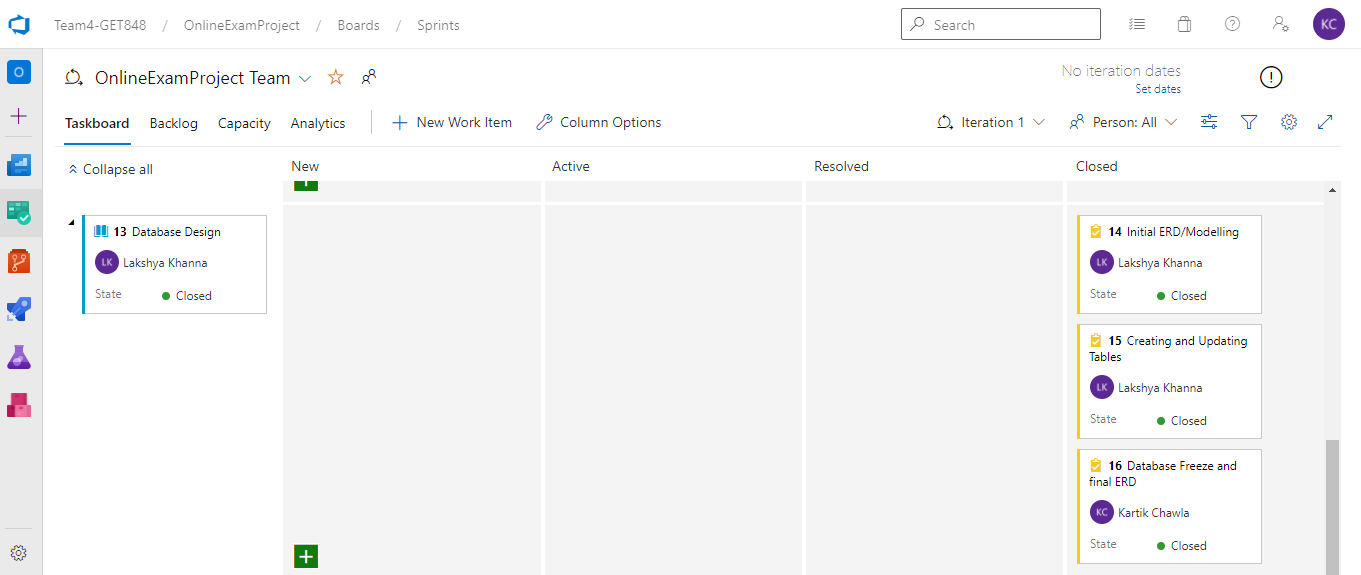 Team4-GET848 / OnlineExamProject / Boards / Sprints
Search
KC
O
OnlineExamProject Team
No iteration dates
Set dates
Taskboard Backlog Capacity Analytics
New Work Item
Column Options
Iteration 1
Person: All
Collapse all
New Active Resolved Closed
13 Database Design
LK Lakshya Khanna
State Closed
14 Initial ERD/Modelling
LK Lakshya Khanna
State Closed
15 Creating and Updating
Tables
LK Lakshya Khanna
State Closed
16 Database Freeze and
final ERD
KC Kartik Chawla
State Closed